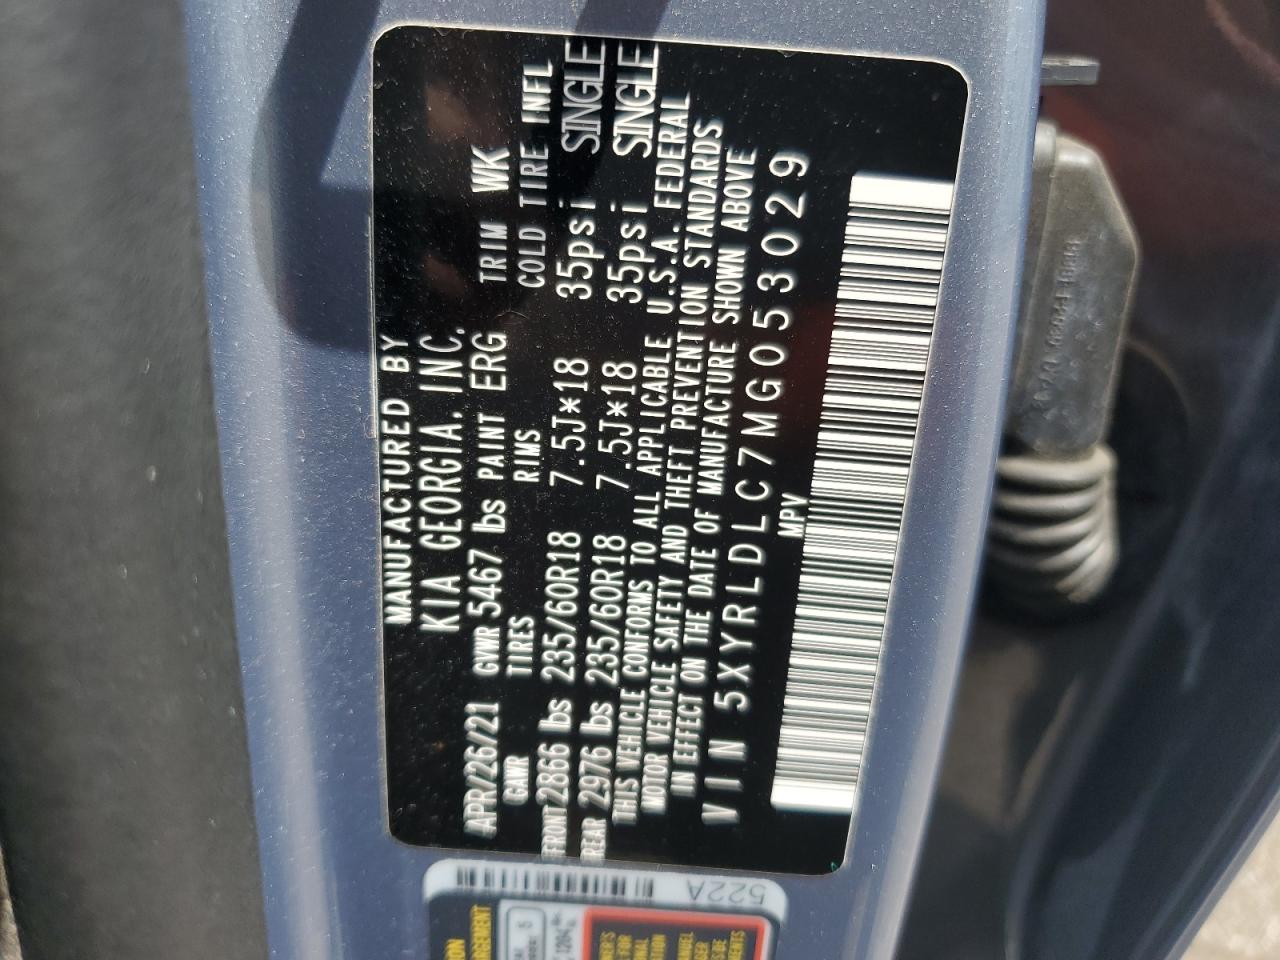 MANUFACTURED BY
KIA GEORGIA. INC.
APR/26/21 GVWR 5467 lbs PAINT ERG TRIM WK
GAWR TIRES RIMS COLD TIRE INFL
FRONT 2866 lbs 235/60R18 7.5J*18 35psi SINGLE
REAR 2976 lbs 235/60R18 7.5J*18 35psi SINGLE
THIS VEHICLE CONFORMS TO ALL APPLICABLE U.S.A. FEDERAL
MOTOR VEHICLE SAFETY AND THEFT PREVENTION STANDARDS
IN EFFECT ON THE DATE OF MANUFACTURE SHOWN ABOVE
VIN 5XYRLDLC7MG053029
MPV
522A